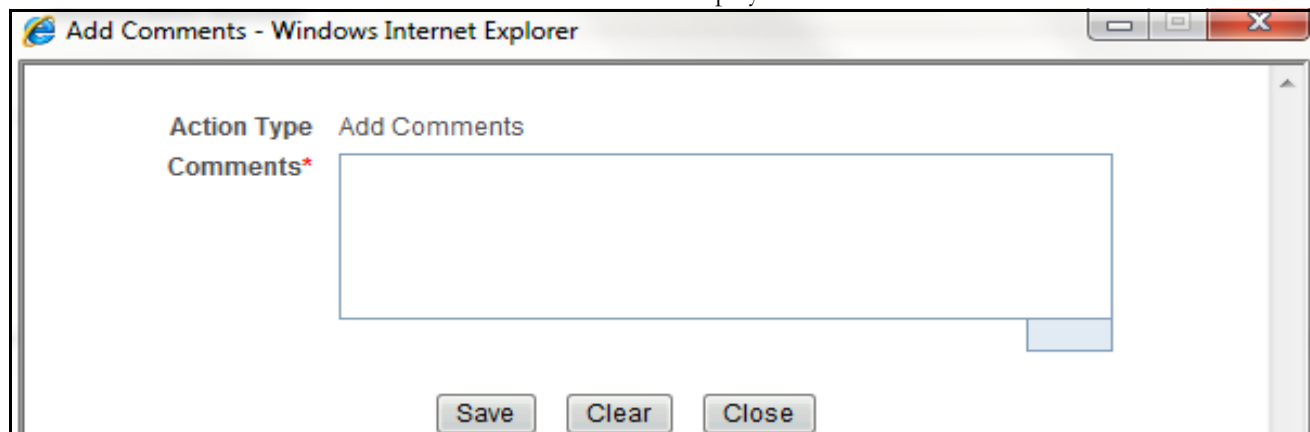 Add Comments - Windows Internet Explorer
Action Type Add Comments
Comments*
Save Clear Close